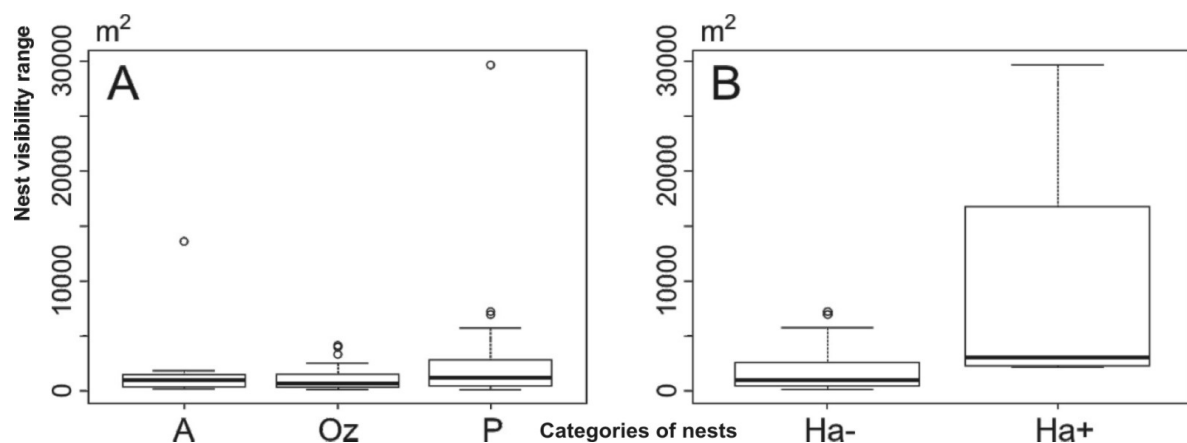 m²
Nest visibility range
30000
20000
10000
0
A
A
Oz
P
Categories of nests
m²
30000
20000
10000
0
B
Ha-
Ha+